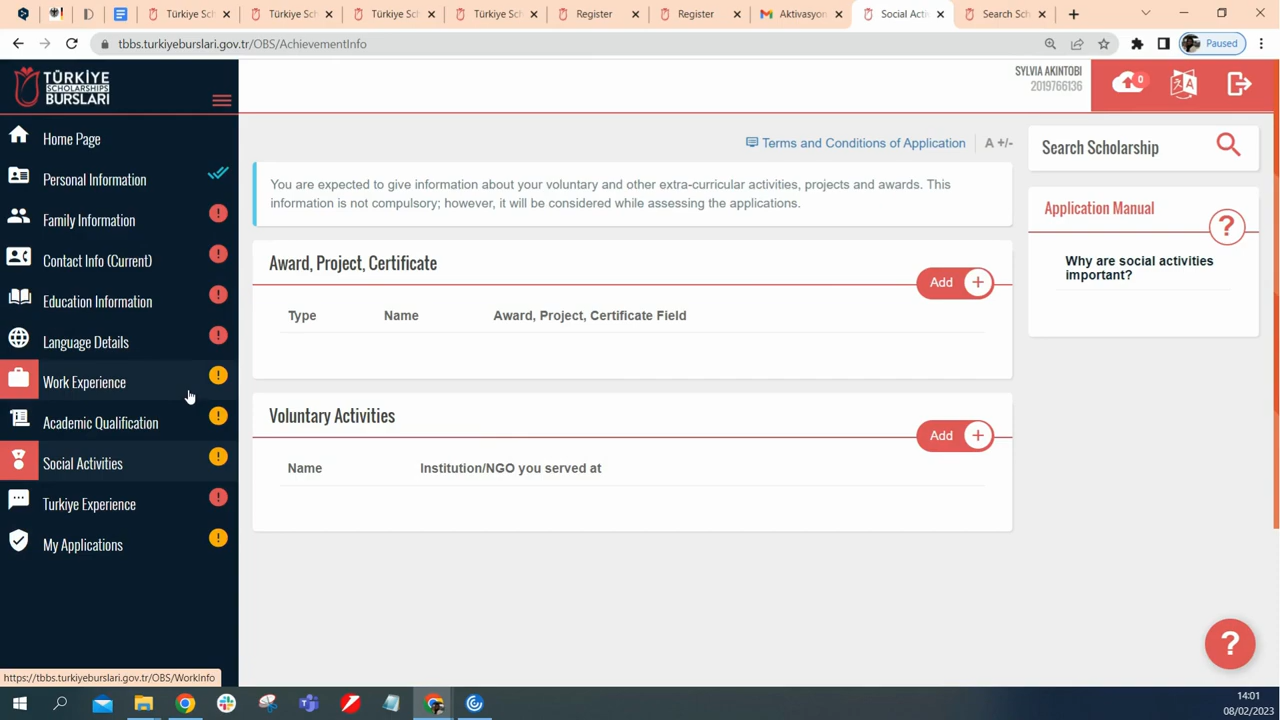 Türkiye Sch
Türkiye Sch
Türkiye Sch
Türkiye Sch
Register
Register
Aktivasyon
Social Activ
Search Sch
tbbs.turkiyeburslari.gov.tr/OBS/AchievementInfo
Paused
TÜRKİYE
SCHOLARSHIPS
BURSLARI
SYLVIA AKINTOBI
2019766136
0
Home Page
Personal Information
Family Information
Contact Info (Current)
Education Information
Language Details
Work Experience
Academic Qualification
Social Activities
Turkiye Experience
My Applications
Terms and Conditions of Application
A +/-
You are expected to give information about your voluntary and other extra-curricular activities, projects and awards. This
information is not compulsory; however, it will be considered while assessing the applications.
Award, Project, Certificate
Add +
Type Name Award, Project, Certificate Field
Voluntary Activities
Add +
Name Institution/NGO you served at
Search Scholarship
Application Manual
?
Why are social activities
important?
?
https://tbbs.turkiyeburslari.gov.tr/OBS/WorkInfo
14:01
08/02/2023